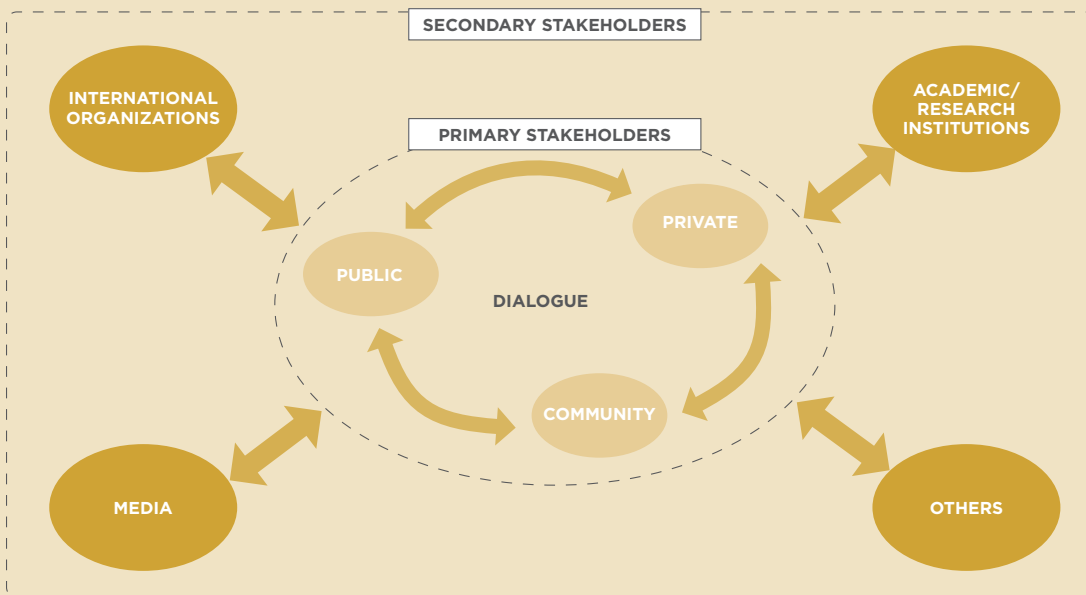 SECONDARY STAKEHOLDERS
INTERNATIONAL
ORGANIZATIONS
ACADEMIC/
RESEARCH
INSTITUTIONS
PRIMARY STAKEHOLDERS
PRIVATE
PUBLIC
DIALOGUE
COMMUNITY
MEDIA
OTHERS